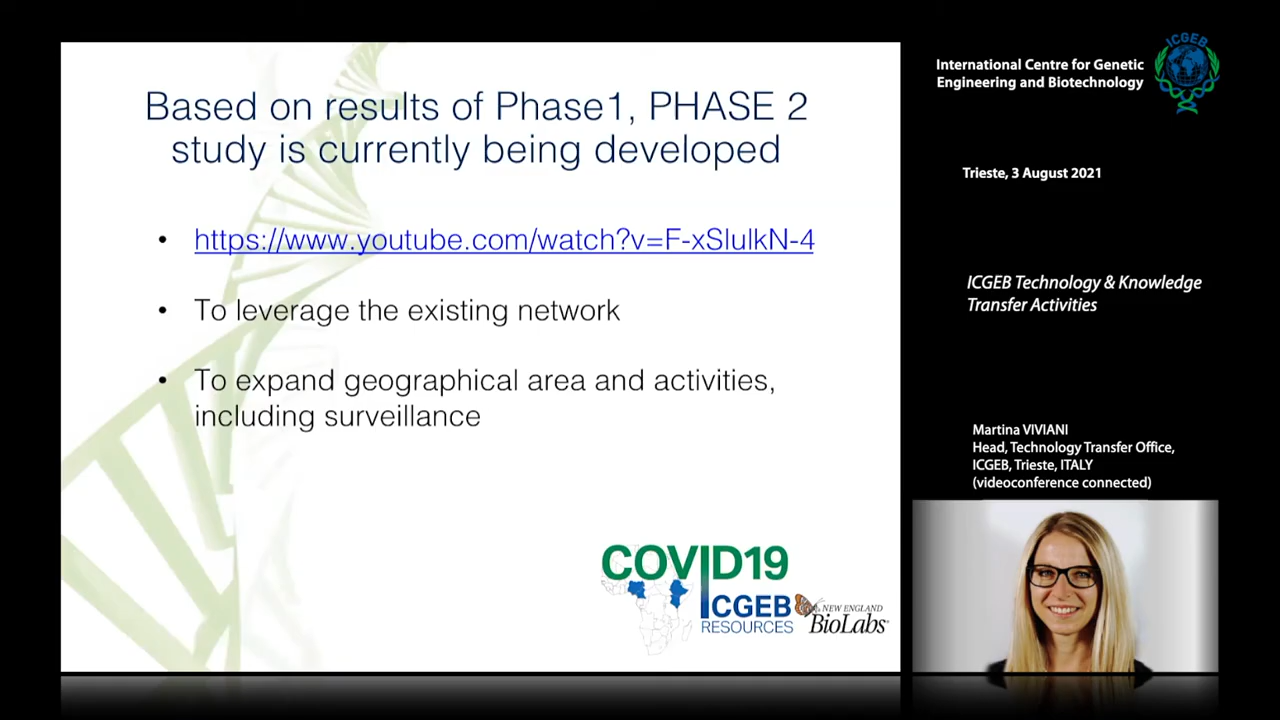 Based on results of Phase1, PHASE 2
study is currently being developed
• https://www.youtube.com/watch?v=F-xSlulkN-4
• To leverage the existing network
• To expand geographical area and activities,
including surveillance
COVID19
ICGEB
RESOURCES
NEW ENGLAND
BioLabs
ICGEB
International Centre for Genetic
Engineering and Biotechnology
Trieste, 3 August 2021
ICGEB Technology & Knowledge
Transfer Activities
Martina VIVIANI
Head, Technology Transfer Office,
ICGEB, Trieste, ITALY
(videoconference connected)